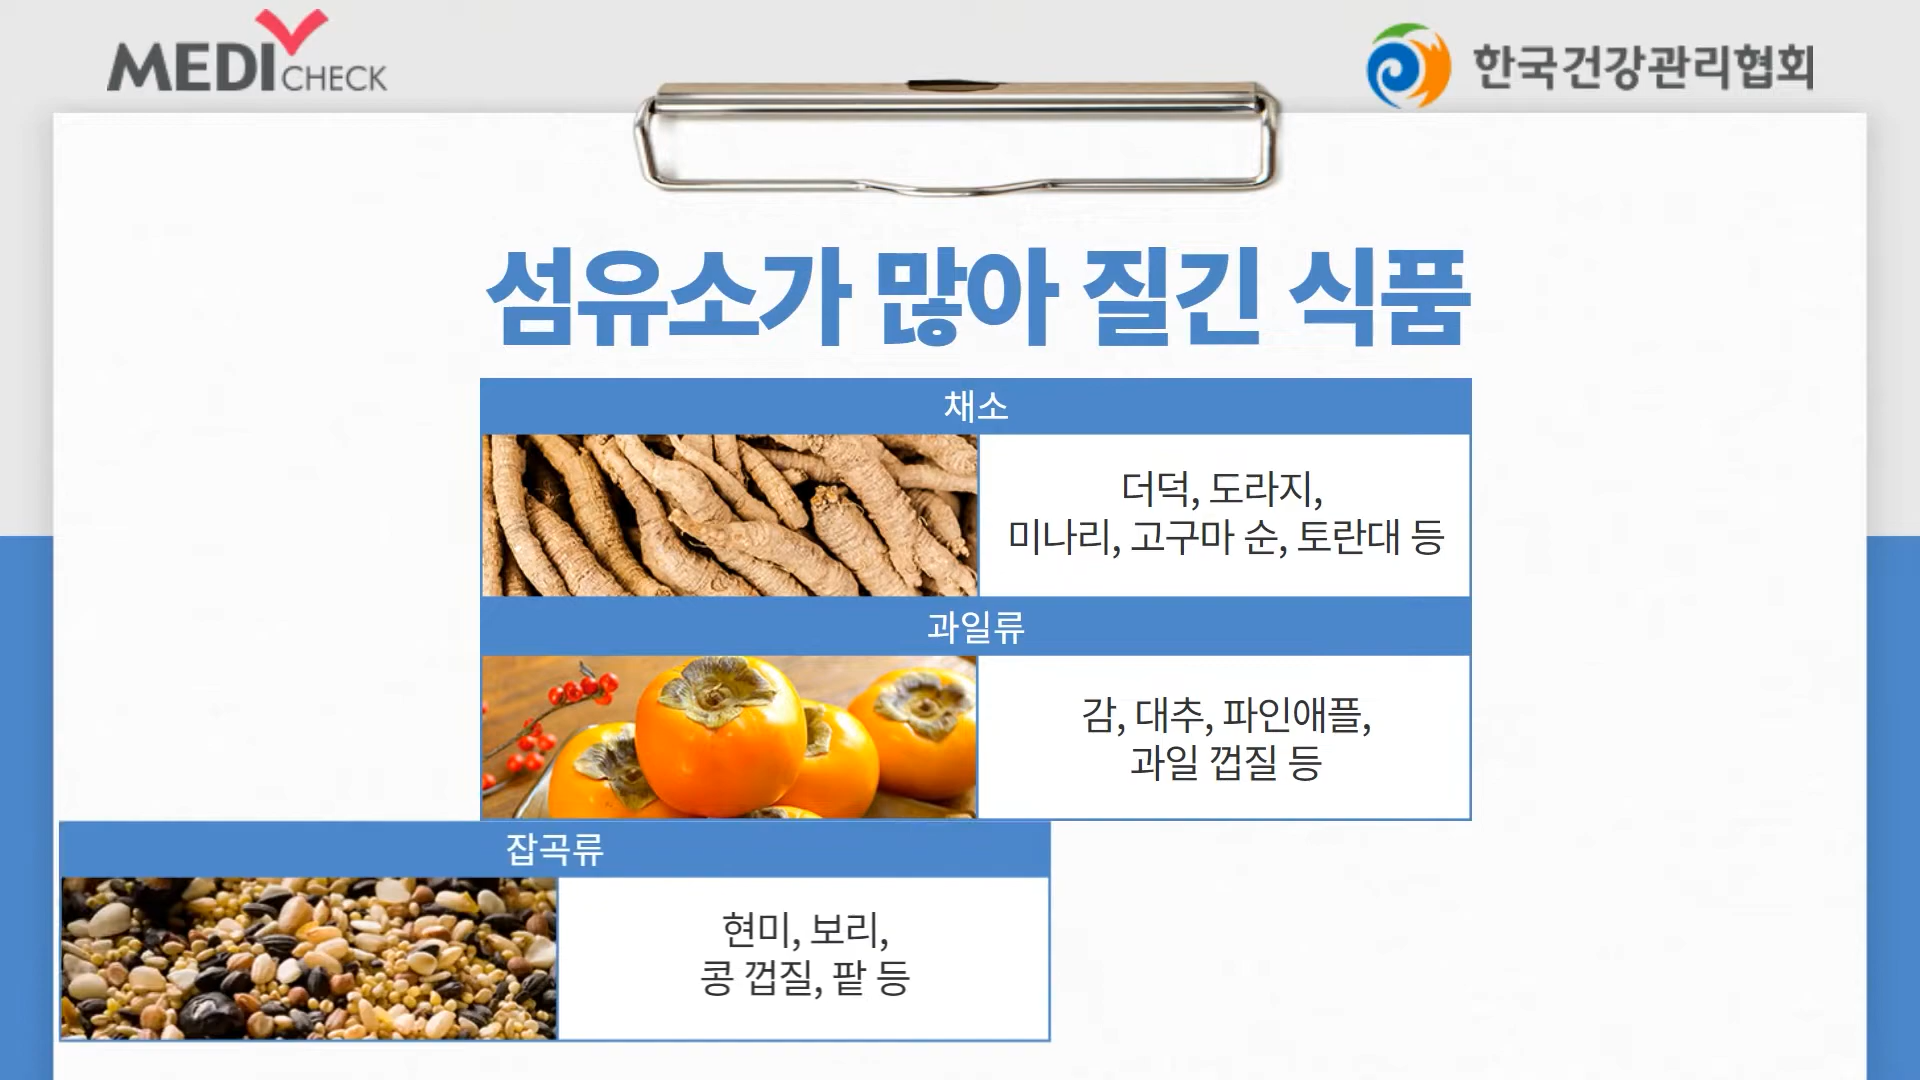 MEDICHECK
한국건강관리협회
섬유소가 많아 질긴 식품
채소
더덕, 도라지,
미나리, 고구마 순, 토란대 등
과일류
감, 대추, 파인애플,
과일 껍질 등
잡곡류
현미, 보리,
콩 껍질, 팥 등